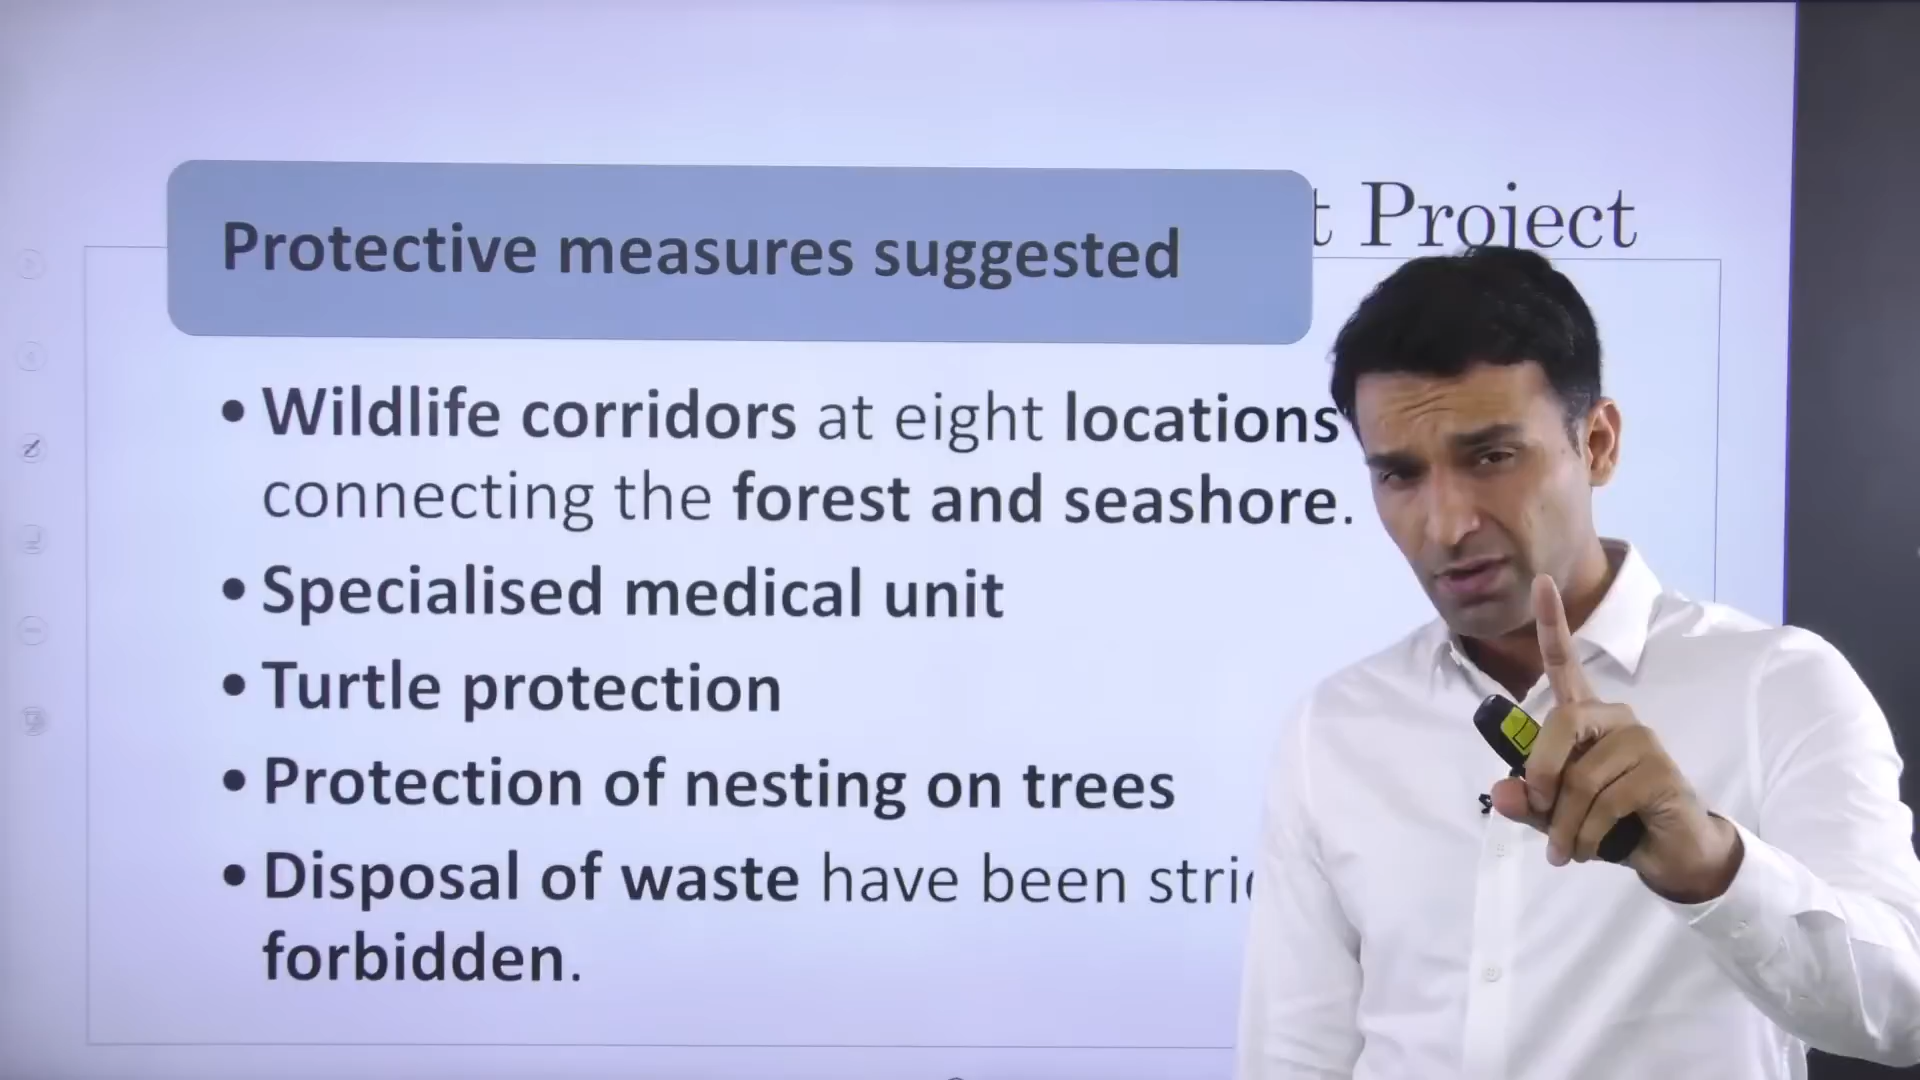 Project
Protective measures suggested
• Wildlife corridors at eight locations
connecting the forest and seashore.
• Specialised medical unit
• Turtle protection
• Protection of nesting on trees
• Disposal of waste have been
forbidden.